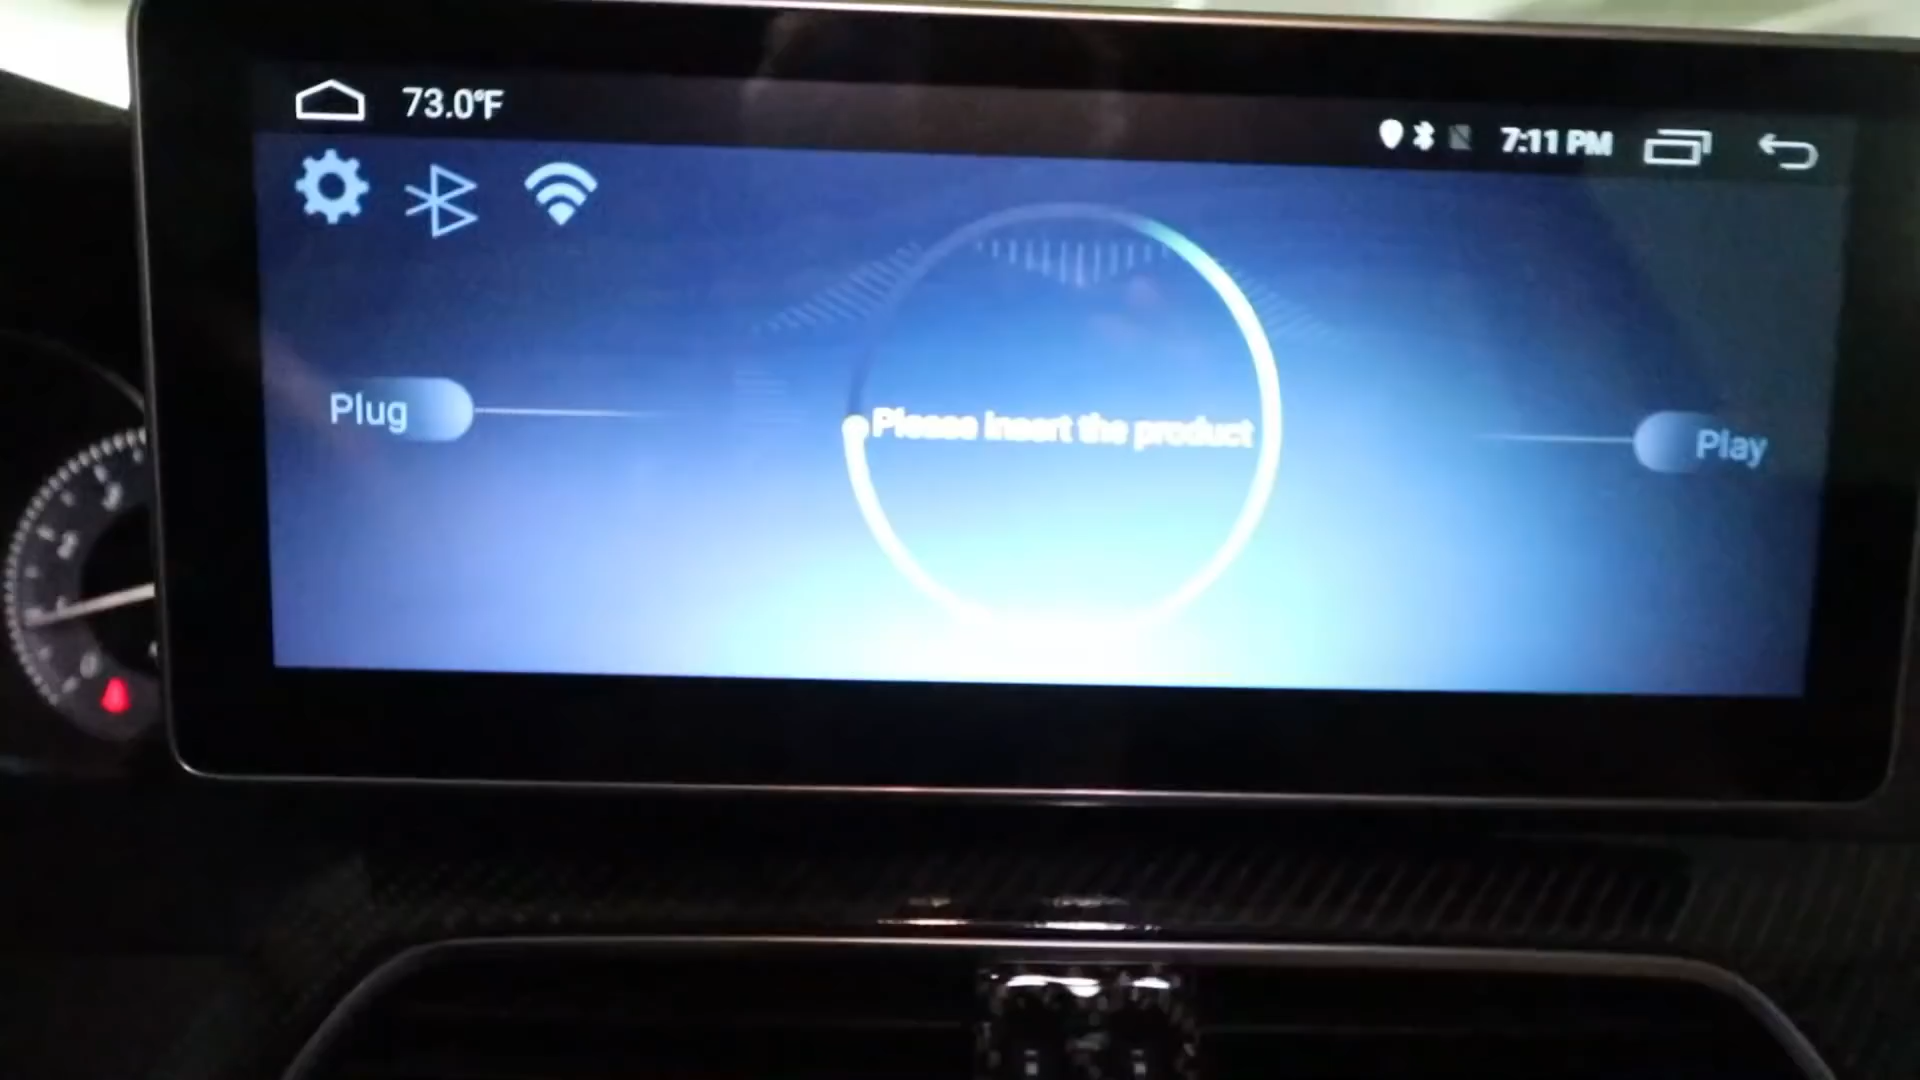 73.0°F
7:11 PM
Plug
Please insert the product
Play